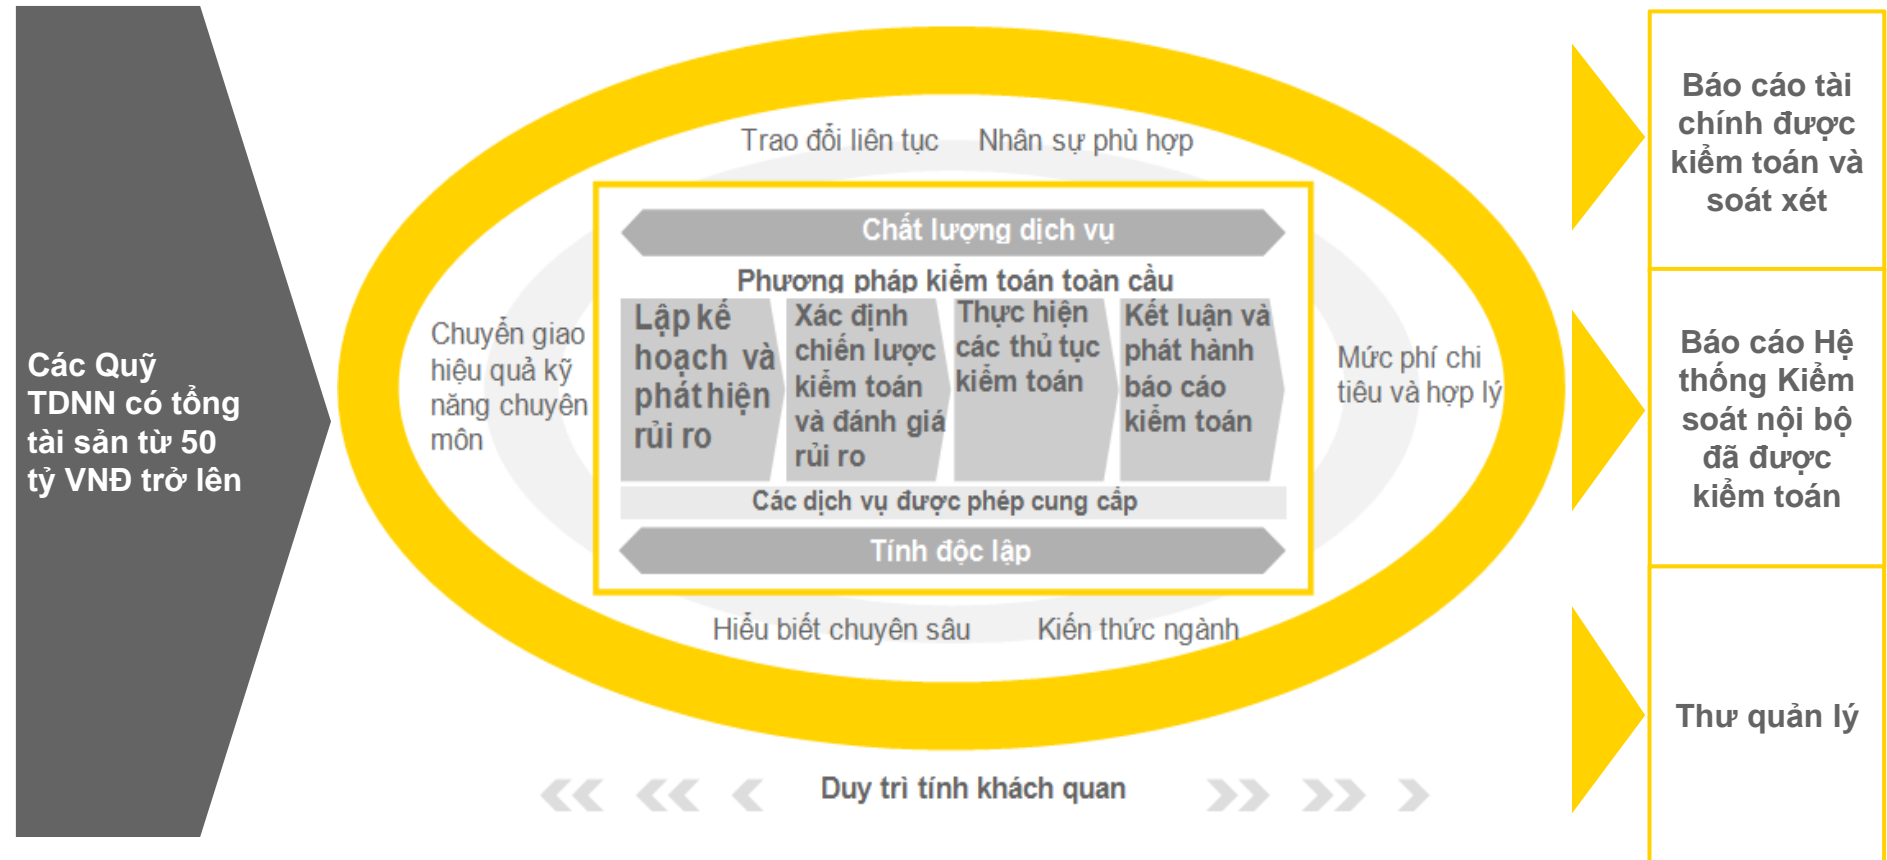 Các Quỹ
TDNN có tổng
tài sản từ 50
tỷ VNĐ trở lên
Trao đổi liên tục
Nhân sự phù hợp
Chuyển giao
hiệu quả kỹ
năng chuyên
môn
Chất lượng dịch vụ
Phương pháp kiểm toán toàn cầu
Lập kế
hoạch và
phát hiện
rủi ro
Xác định
chiến lược
kiểm toán
và đánh giá
rủi ro
Thực hiện
các thủ tục
kiểm toán
Kết luận và
phát hành
báo cáo
kiểm toán
Các dịch vụ được phép cung cấp
Tính độc lập
Mức phí chi
tiêu và hợp lý
Hiểu biết chuyên sâu
Kiến thức ngành
Duy trì tính khách quan
Báo cáo tài
chính được
kiểm toán và
soát xét
Báo cáo Hệ
thống Kiểm
soát nội bộ
đã được
kiểm toán
Thư quản lý